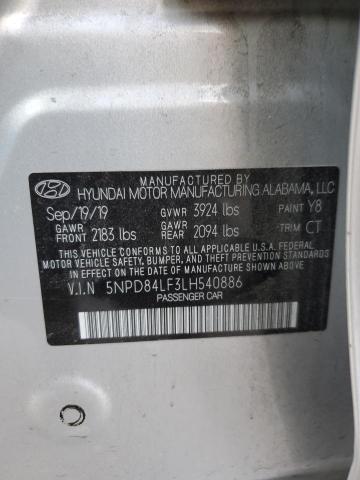 MANUFACTURED BY
HYUNDAI MOTOR MANUFACTURING ALABAMA, LLC
Sep/19/19 GVWR 3924 lbs PAINT Y8
GAWR FRONT 2183 lbs GAWR REAR 2094 lbs TRIM CT
THIS VEHICLE CONFORMS TO ALL APPLICABLE U.S.A. FEDERAL
MOTOR VEHICLE SAFETY, BUMPER, AND THEFT PREVENTION
STANDARDS IN EFFECT ON THE DATE OF MANUFACTURE SHOWN ABOVE.
V.I.N 5NPD84LF3LH540886
PASSENGER CAR